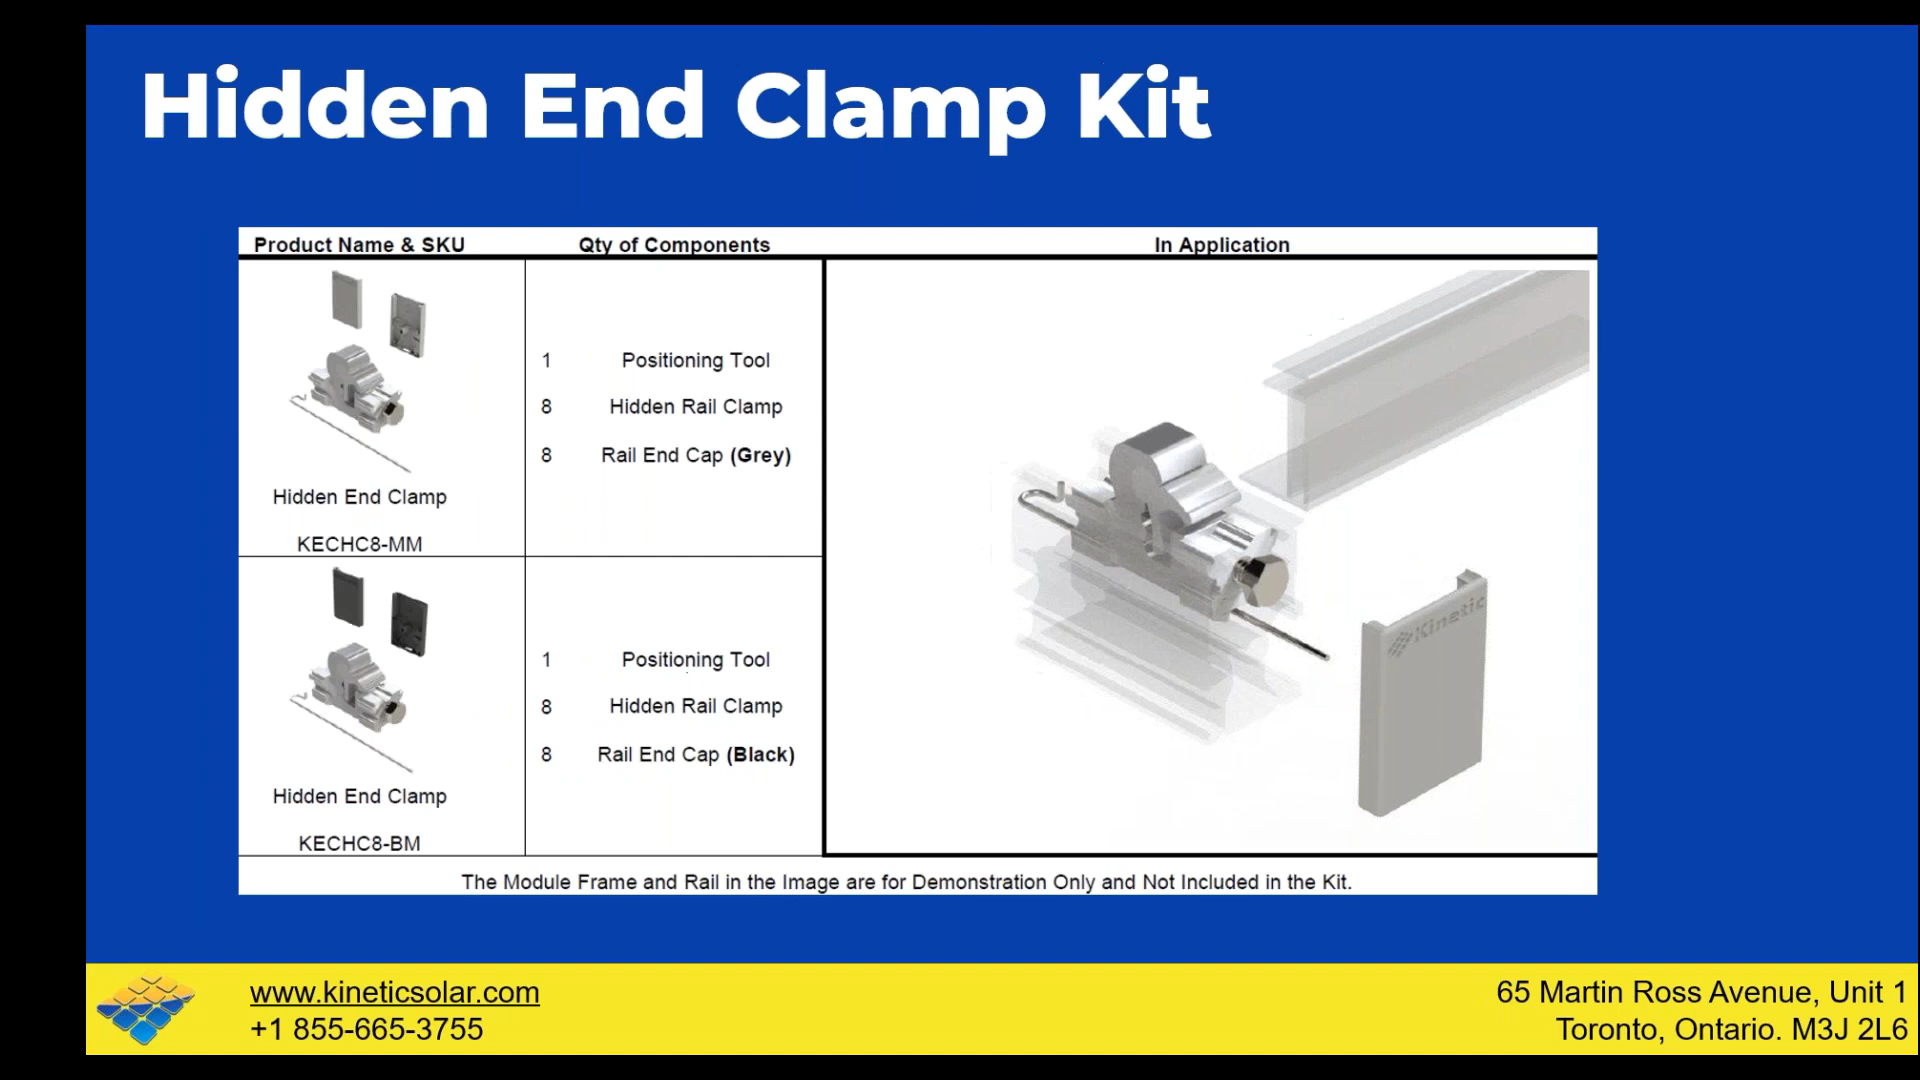 Hidden End Clamp Kit
Product Name & SKU
Qty of Components
In Application
1 Positioning Tool
8 Hidden Rail Clamp
8 Rail End Cap (Grey)
Hidden End Clamp
KECHC8-MM
1 Positioning Tool
8 Hidden Rail Clamp
8 Rail End Cap (Black)
Hidden End Clamp
KECHC8-BM
Kinetic
The Module Frame and Rail in the Image are for Demonstration Only and Not Included in the Kit.
www.kineticsolar.com
+1 855-665-3755
65 Martin Ross Avenue, Unit 1
Toronto, Ontario. M3J 2L6